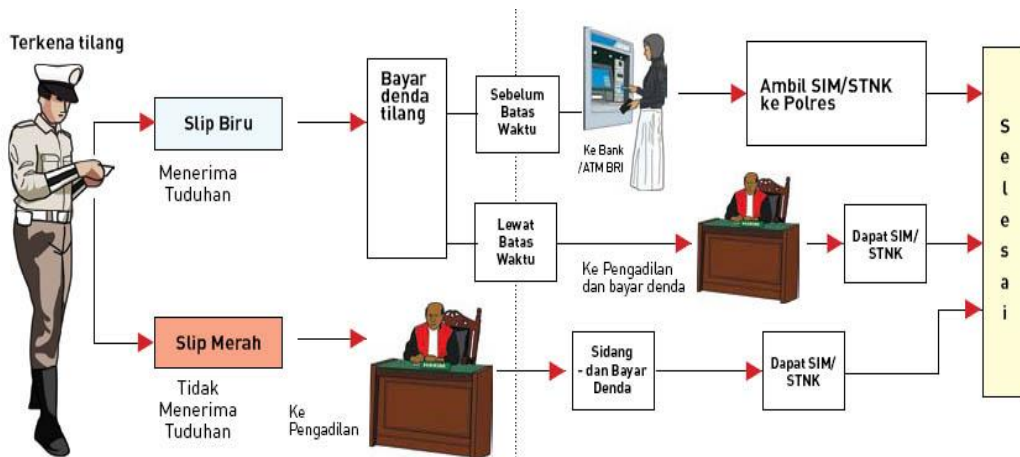 Terkena tilang
Slip Biru
Menerima
Tuduhan
Bayar
denda
tilang
Sebelum
Batas
Waktu
Ke Bank
/ATM BRI
Ambil SIM/STNK
ke Polres
Lewat
Batas
Waktu
Ke Pengadilan
dan bayar denda
Dapat SIM/
STNK
Slip Merah
Tidak
Menerima
Tuduhan
Ke
Pengadilan
Sidang
- dan Bayar
Denda
Dapat SIM/
STNK
S
e
l
e
s
a
i